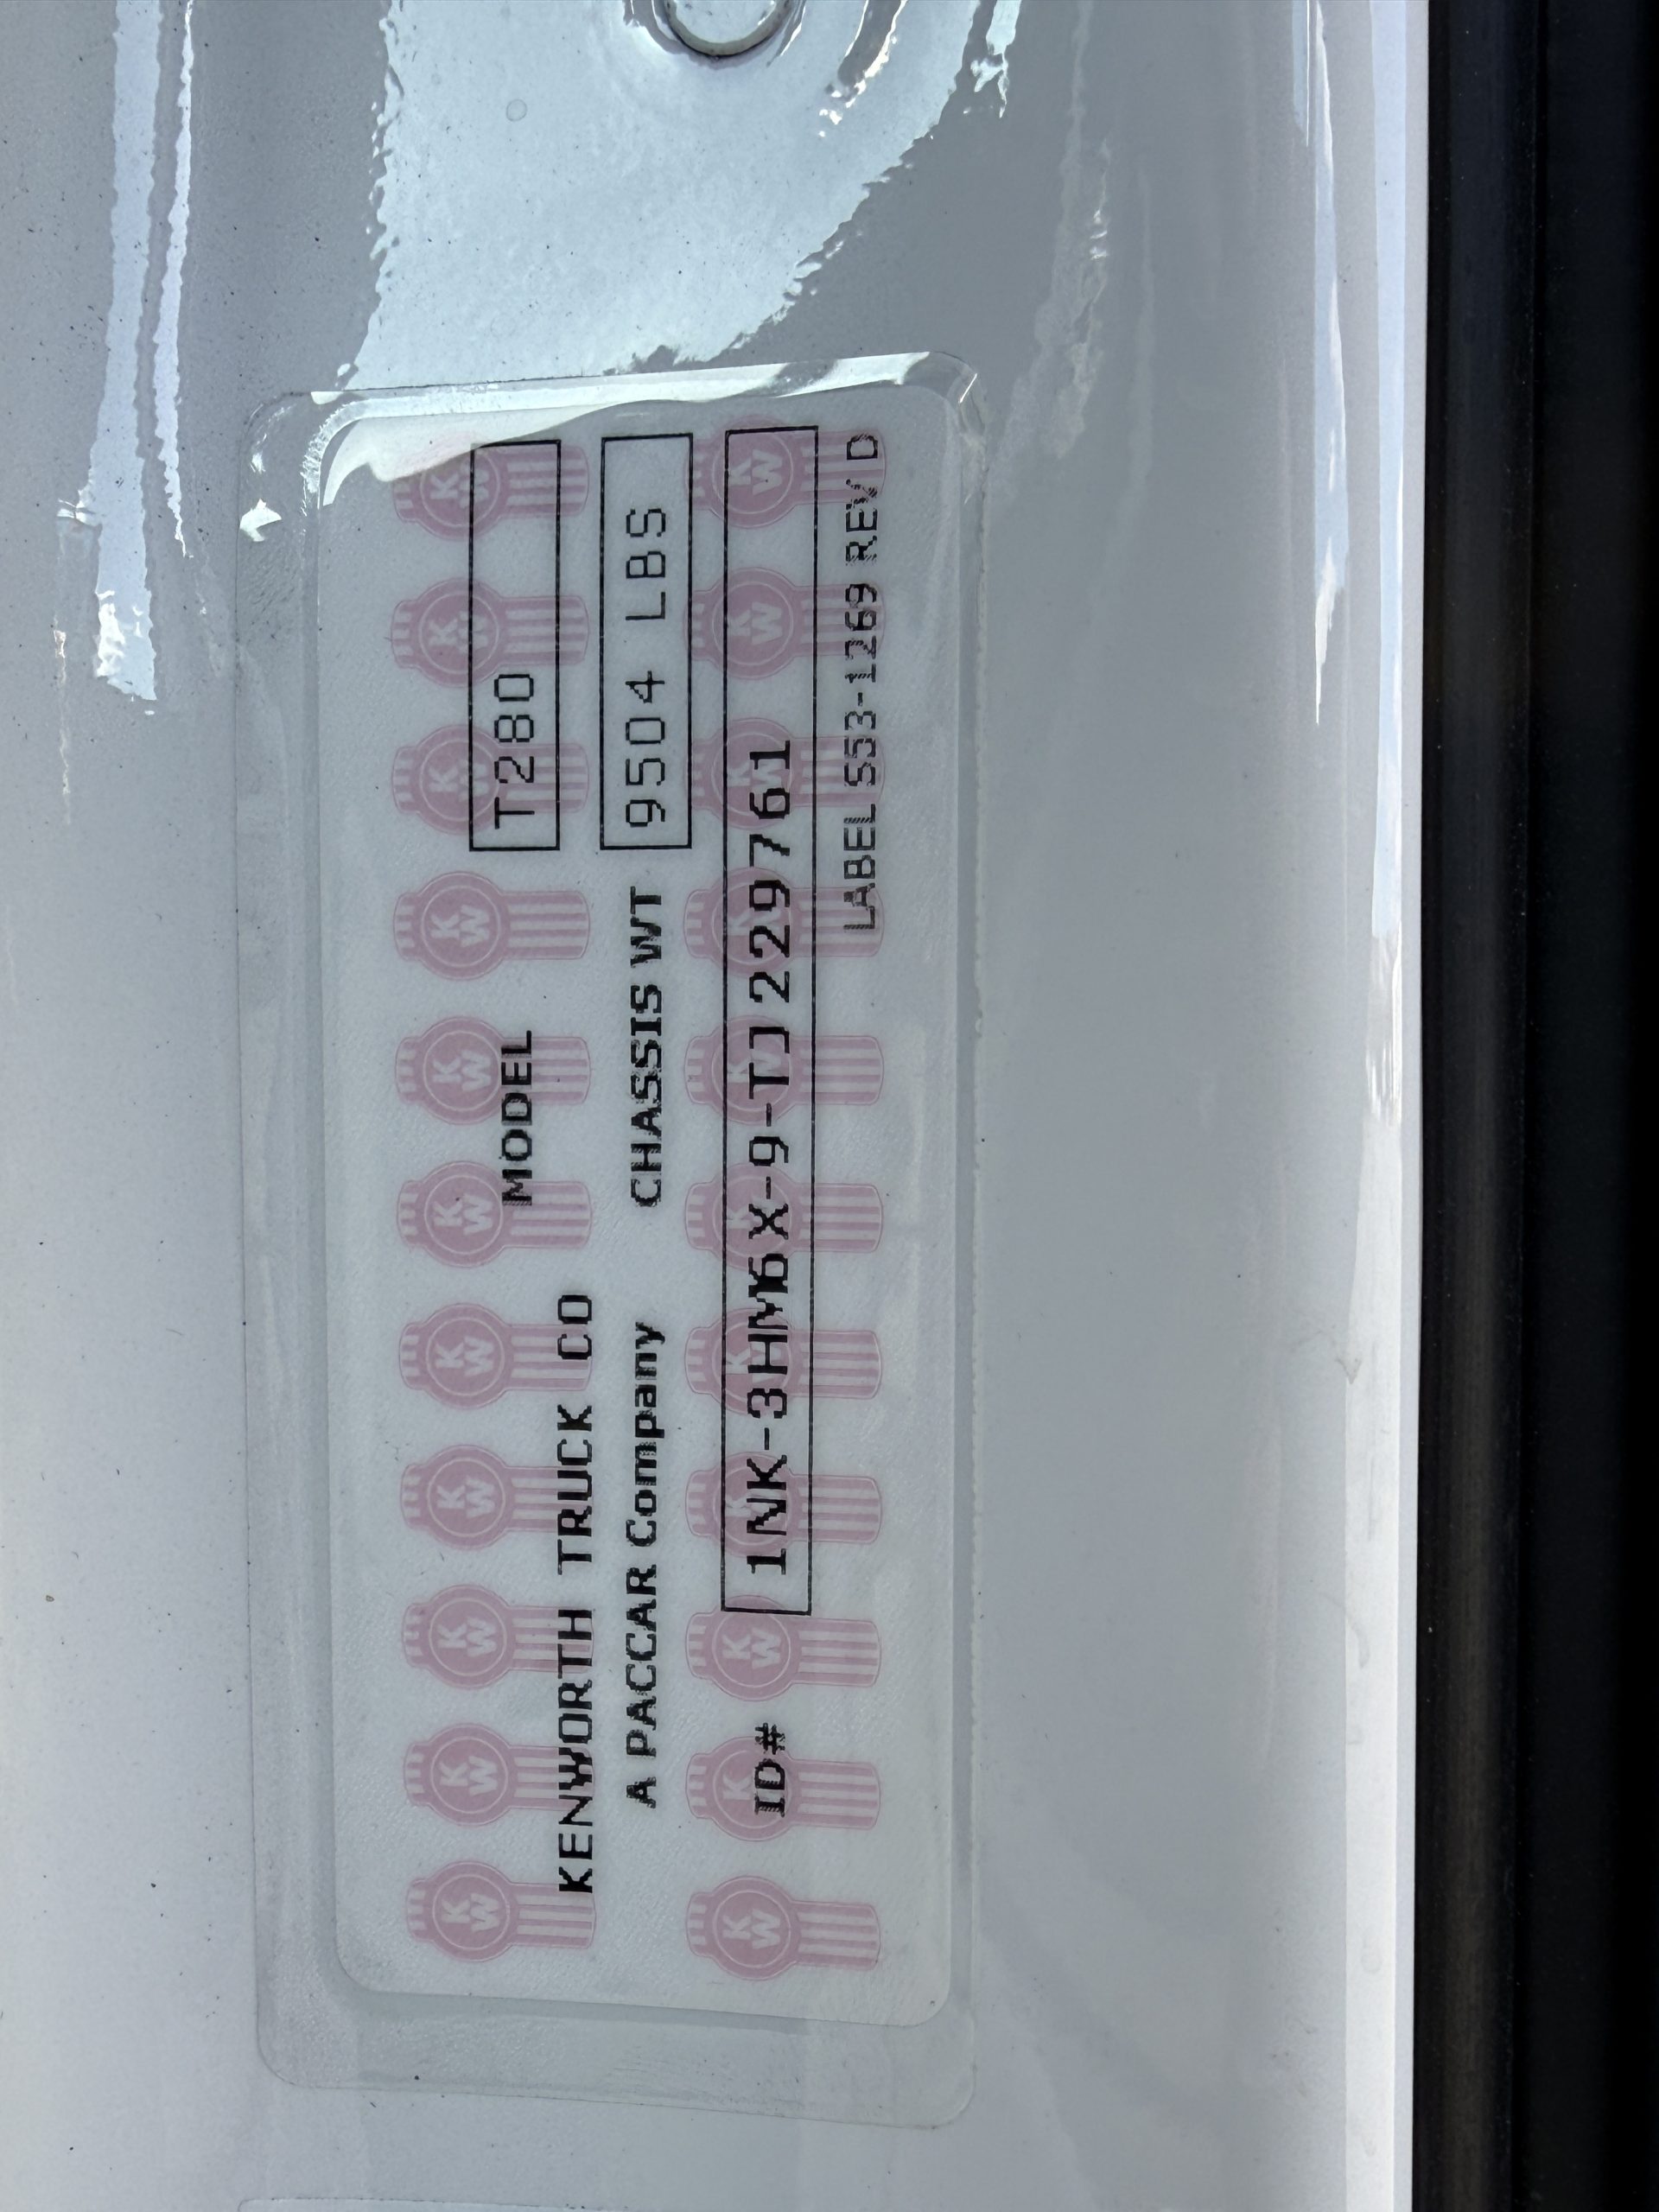 MODEL T280
KENWORTH TRUCK CO
A PACCAR Company CHASSIS WT 9504 LBS
ID# 1NK-3HM6X-9-TJ229761
LABEL S53-1269 REV D